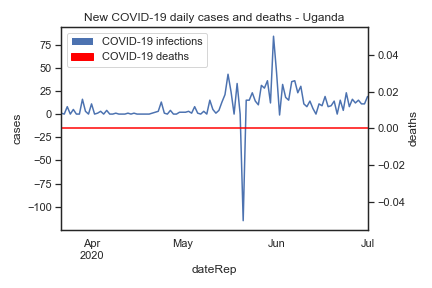 New COVID-19 daily cases and deaths - Uganda
COVID-19 infections
COVID-19 deaths
75
50
25
0
−25
−50
−75
−100
cases
0.04
0.02
0.00
−0.02
−0.04
deaths
Apr
2020
May
Jun
Jul
dateRep